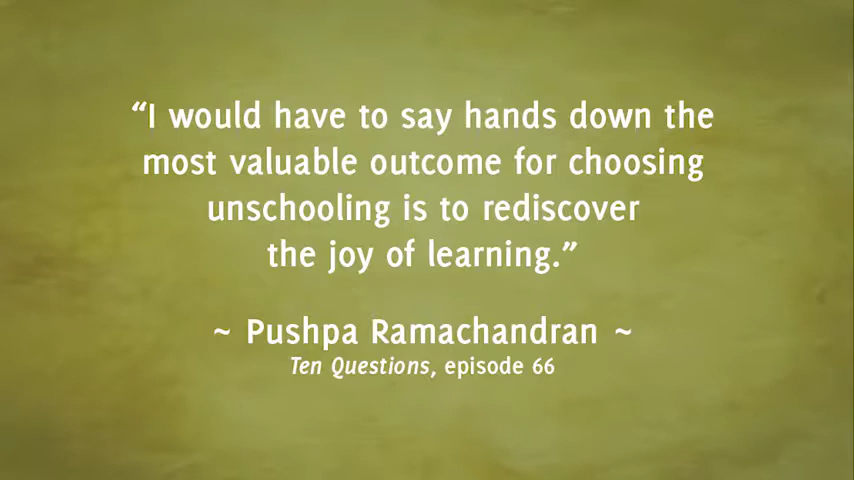 “I would have to say hands down the
most valuable outcome for choosing
unschooling is to rediscover
the joy of learning.”
~ Pushpa Ramachandran ~
Ten Questions, episode 66